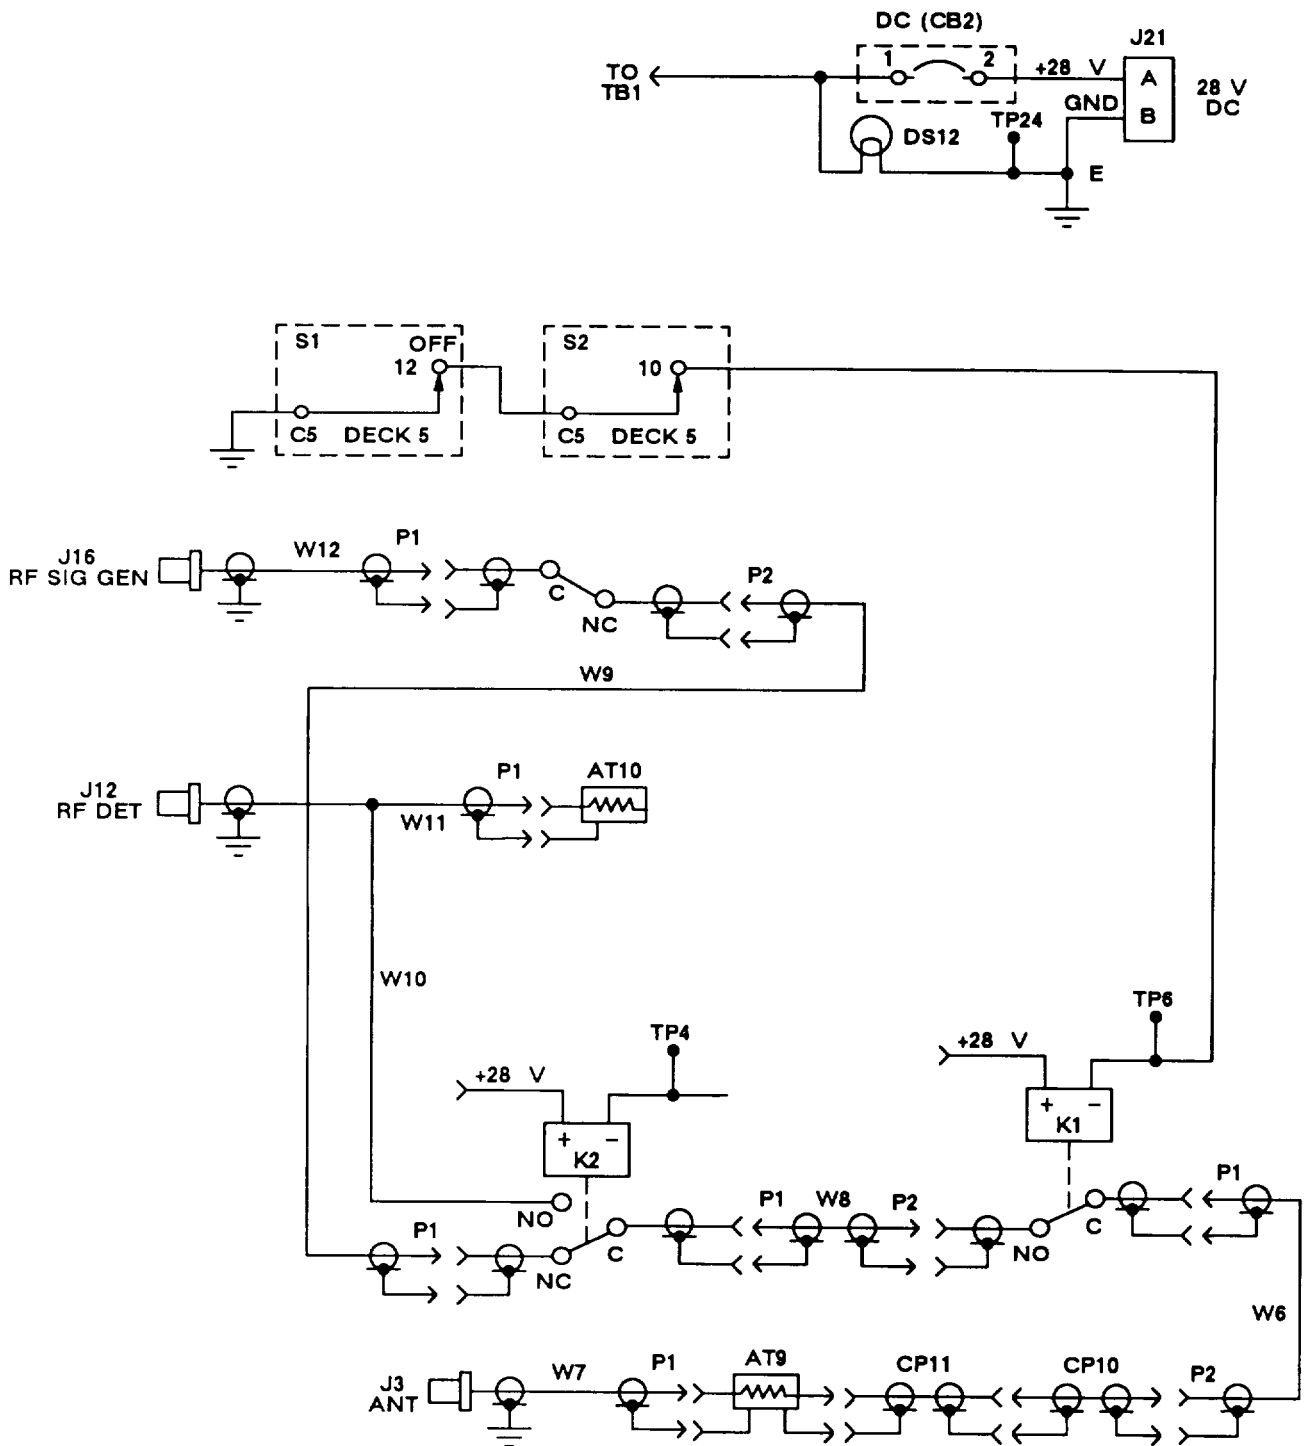 DC (CB2)
J21
1
2
TO
TB1
+28 V
A
28 V
DC
GND
B
TP24
DS12
E
S1
OFF
12
C5
DECK 5
S2
10
C5
DECK 5
J16
RF SIG GEN
W12
P1
C
NC
P2
W9
J12
RF DET
W11
P1
AT10
W10
TP4
+28 V
+ −
K2
TP6
+28 V
+ −
K1
NO
P1
NC
C
P1
W8
P2
NO
C
P1
W6
J3
ANT
W7
P1
AT9
CP11
CP10
P2